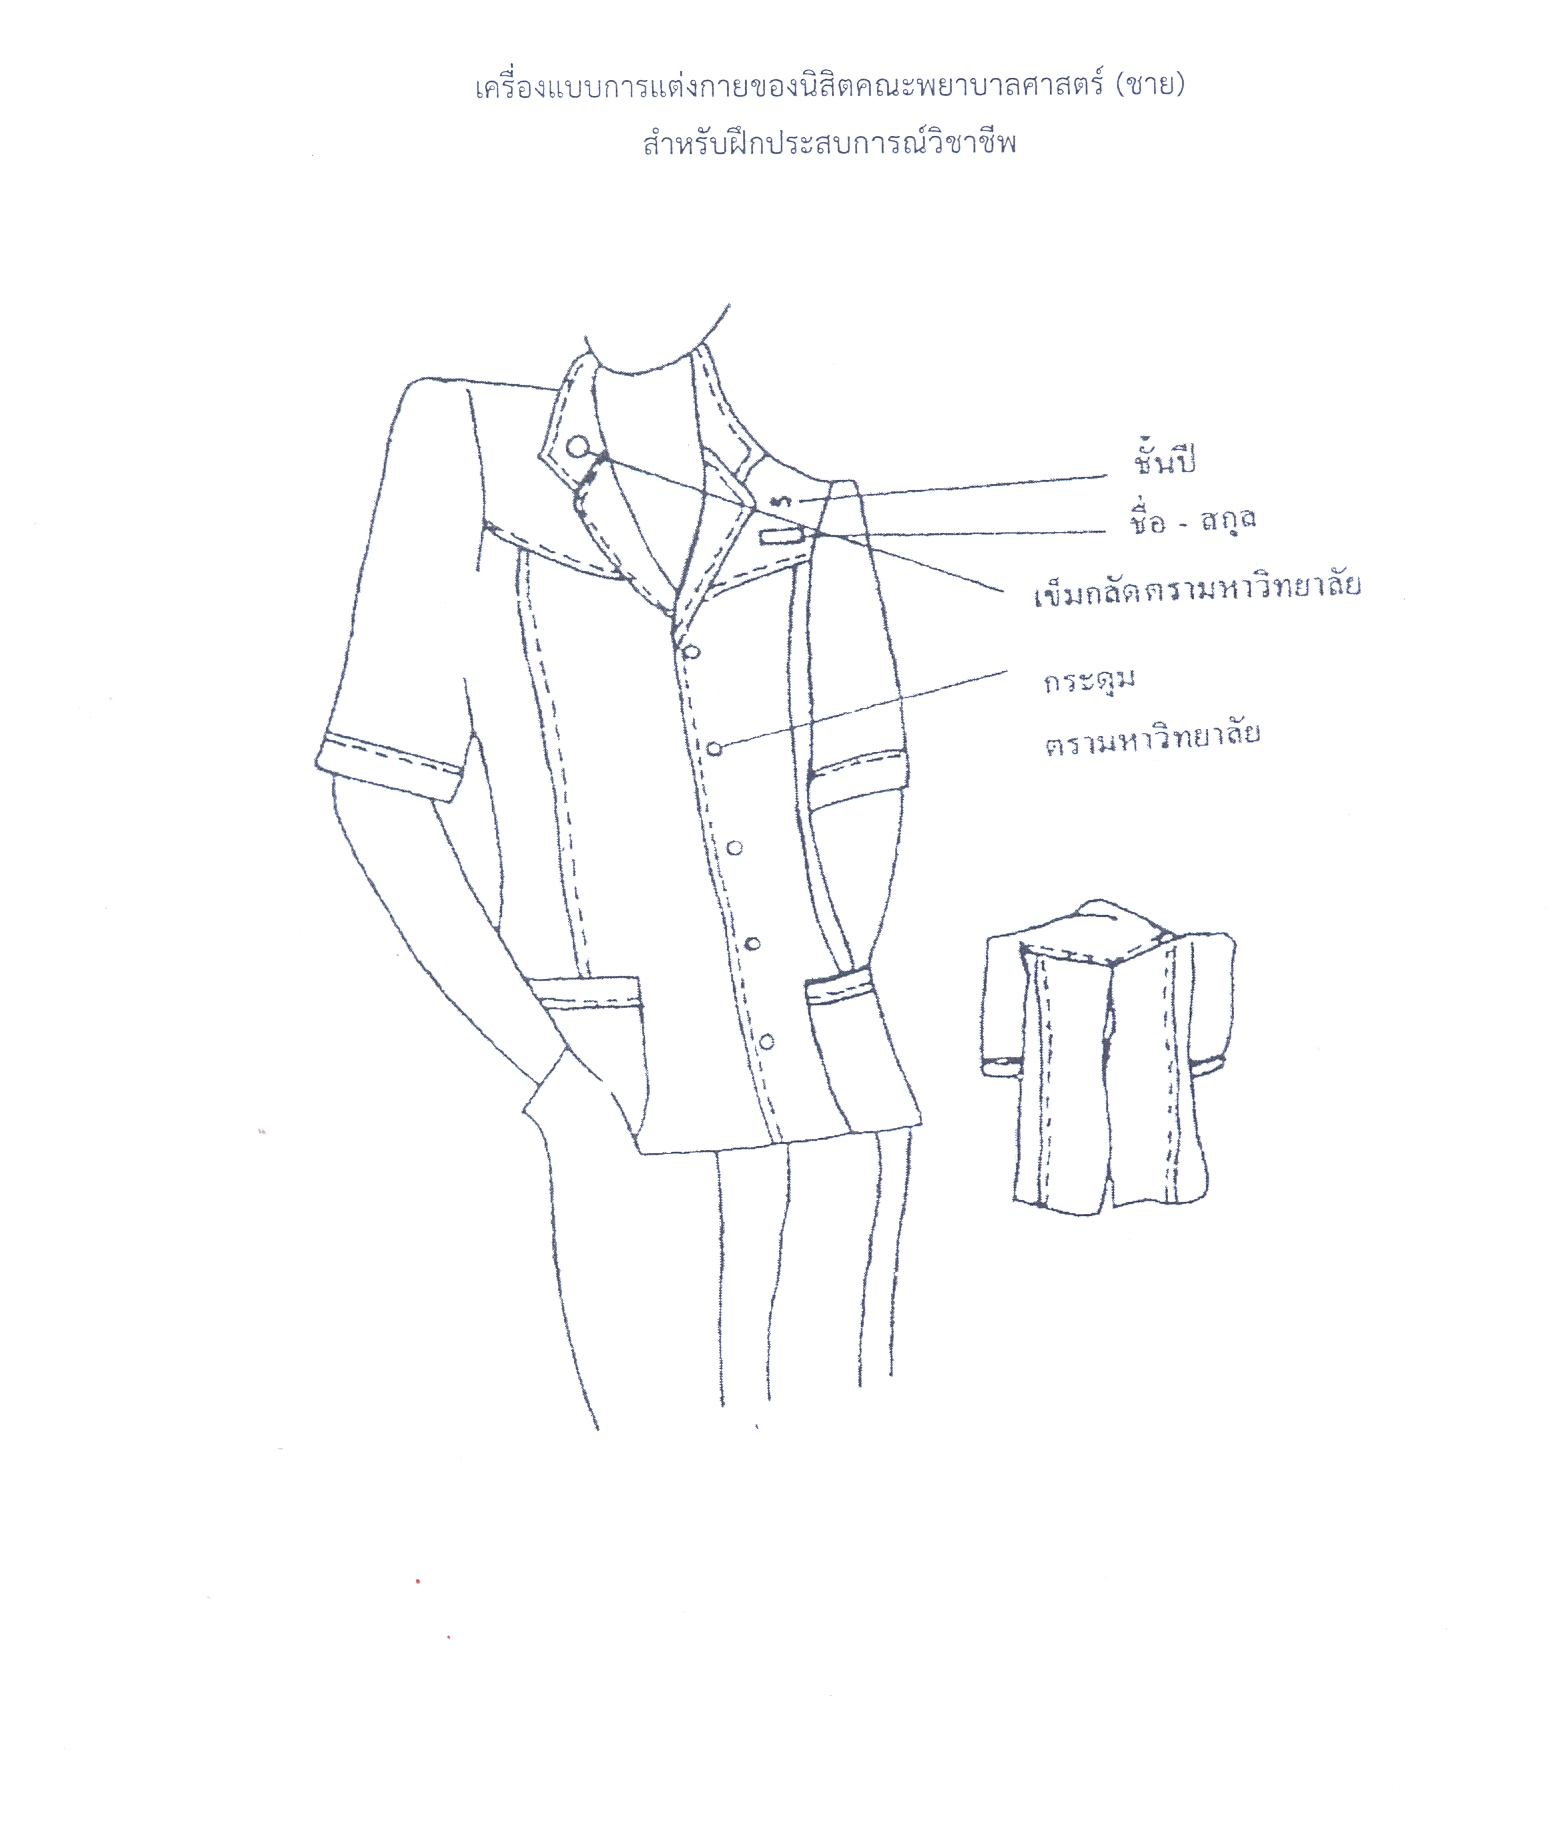 เครื่องแบบการแต่งกายของนิสิตคณะพยาบาลศาสตร์ (ชาย)
สำหรับฝึกประสบการณ์วิชาชีพ
ชั้นปี
ชื่อ - สกุล
เข็มกลัดตรามหาวิทยาลัย
กระดุม
ตรามหาวิทยาลัย